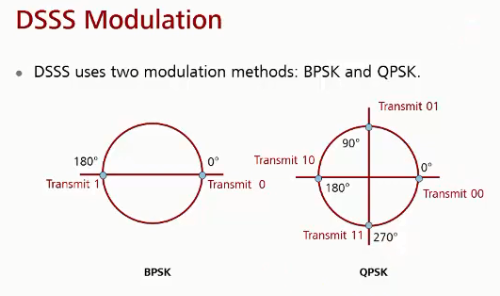 DSSS Modulation
• DSSS uses two modulation methods: BPSK and QPSK.
180°
0°
Transmit 1
Transmit 0
BPSK
Transmit 01
90°
Transmit 10
0°
180°
Transmit 00
Transmit 11
270°
QPSK